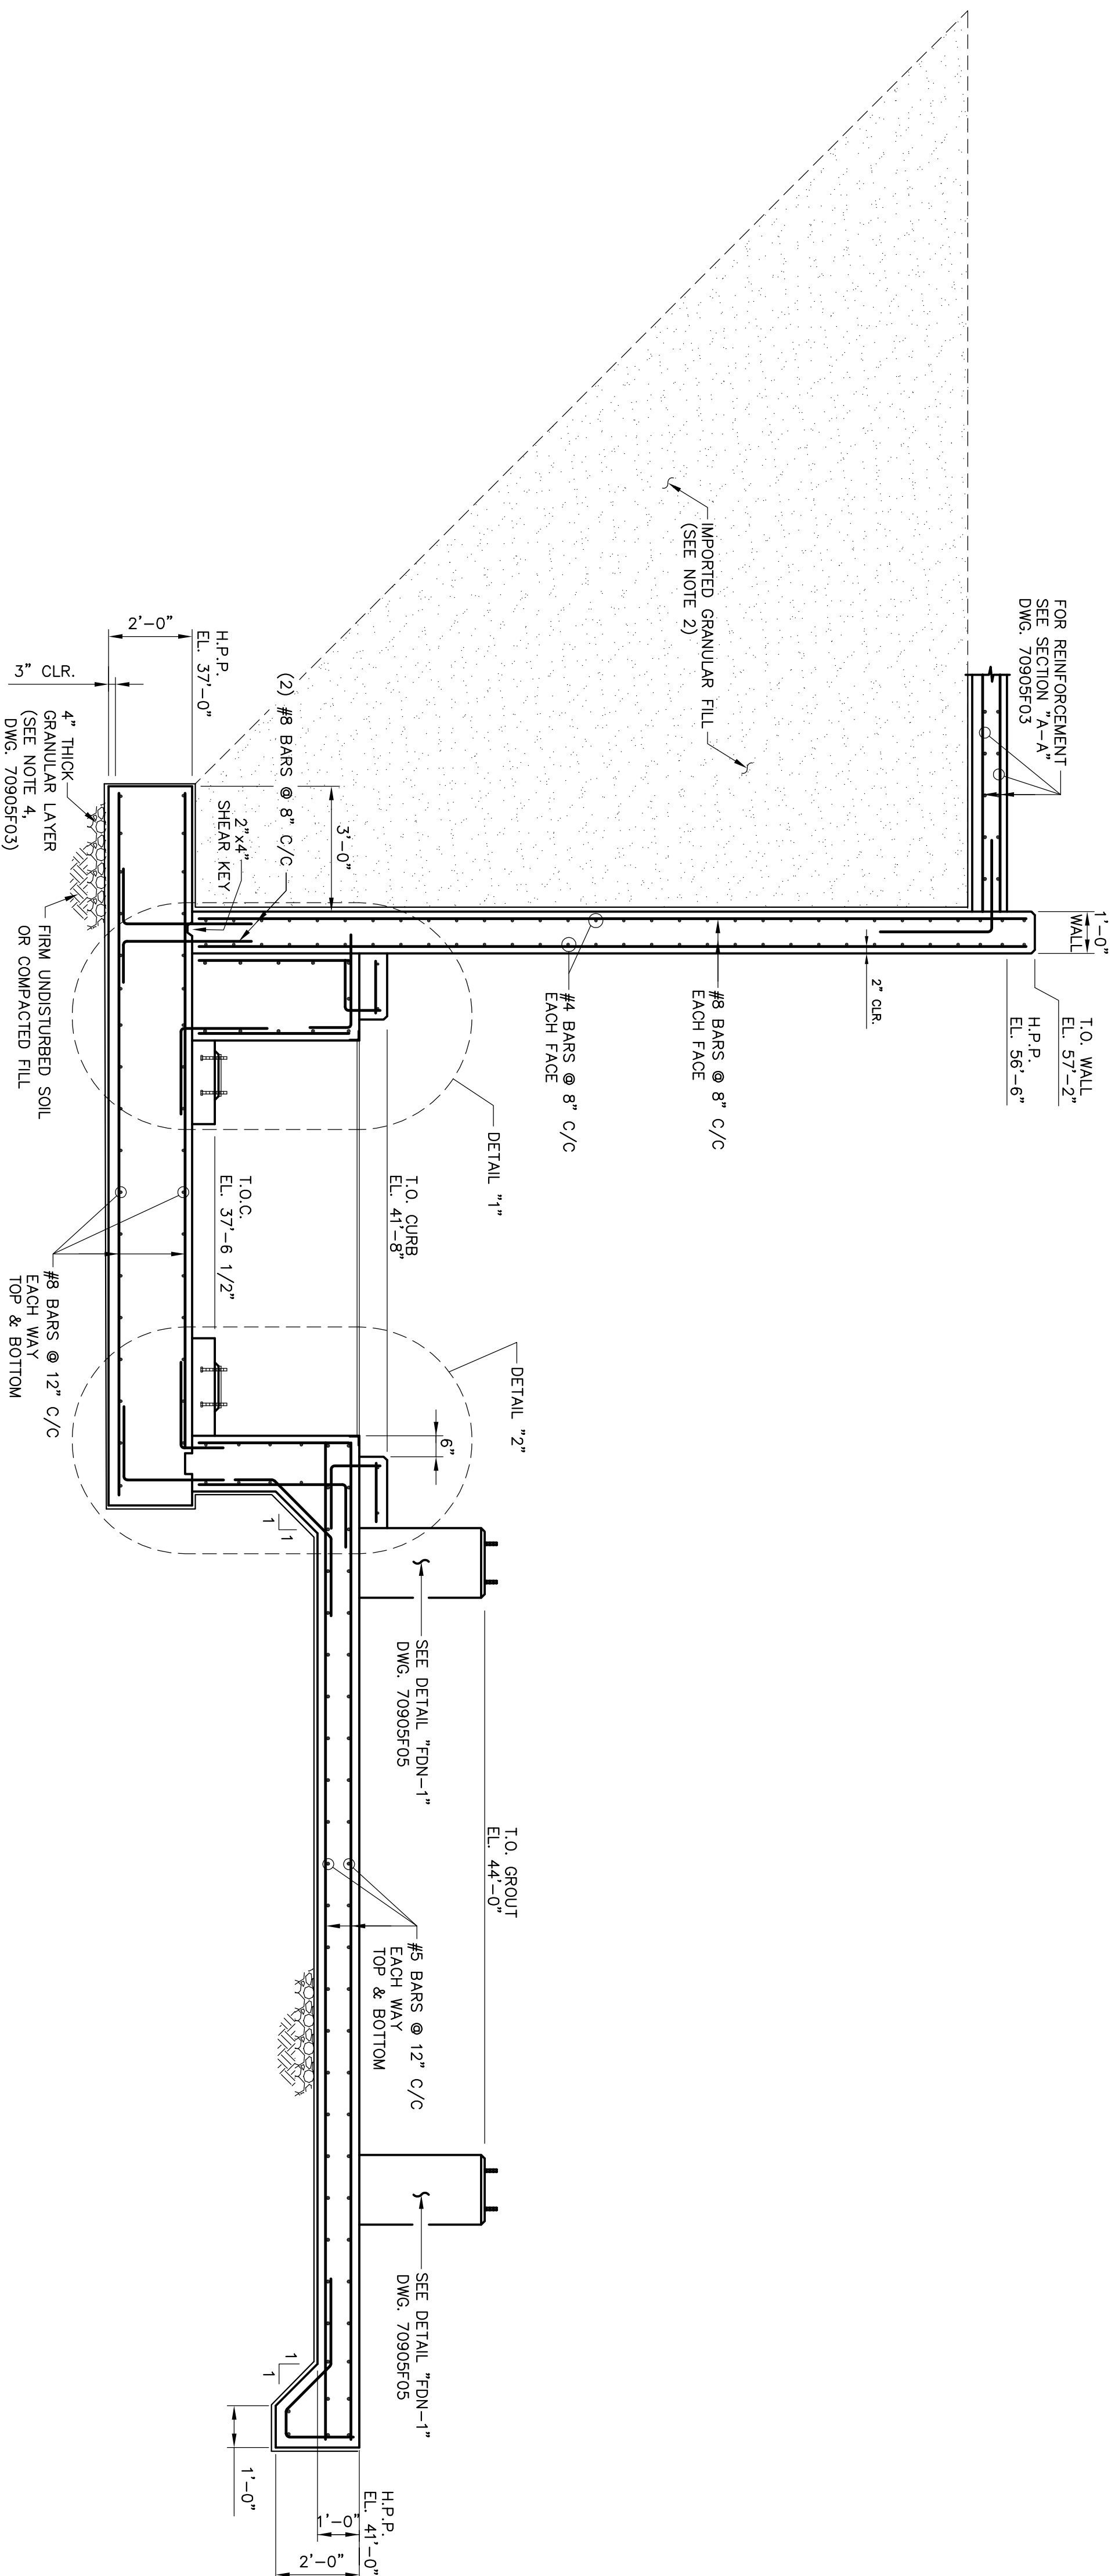 FOR REINFORCEMENT
SEE SECTION "A-A"
DWG. 70905F03
1'-0"
WALL
T.O. WALL
EL. 57'-2"
H.P.P.
EL. 56'-6"
2" CLR.
IMPORTED GRANULAR FILL
(SEE NOTE 2)
#8 BARS @ 8" C/C
EACH FACE
#4 BARS @ 8" C/C
EACH FACE
DETAIL "1"
DETAIL "2"
T.O. CURB
EL. 41'-8"
T.O.C.
EL. 37'-6 1/2"
6"
T.O. GROUT
EL. 44'-0"
SEE DETAIL "FDN-1"
DWG. 70905F05
SEE DETAIL "FDN-1"
DWG. 70905F05
#5 BARS @ 12" C/C
EACH WAY
TOP & BOTTOM
H.P.P.
EL. 41'-0"
1'-0"
2'-0"
1'-0"
1
1
1
1
H.P.P.
EL. 37'-0"
2'-0"
3" CLR.
(2) #8 BARS @ 8" C/C
3'-0"
2"x4"
SHEAR KEY
4" THICK
GRANULAR LAYER
(SEE NOTE 4,
DWG. 70905F03)
FIRM UNDISTURBED SOIL
OR COMPACTED FILL
#8 BARS @ 12" C/C
EACH WAY
TOP & BOTTOM